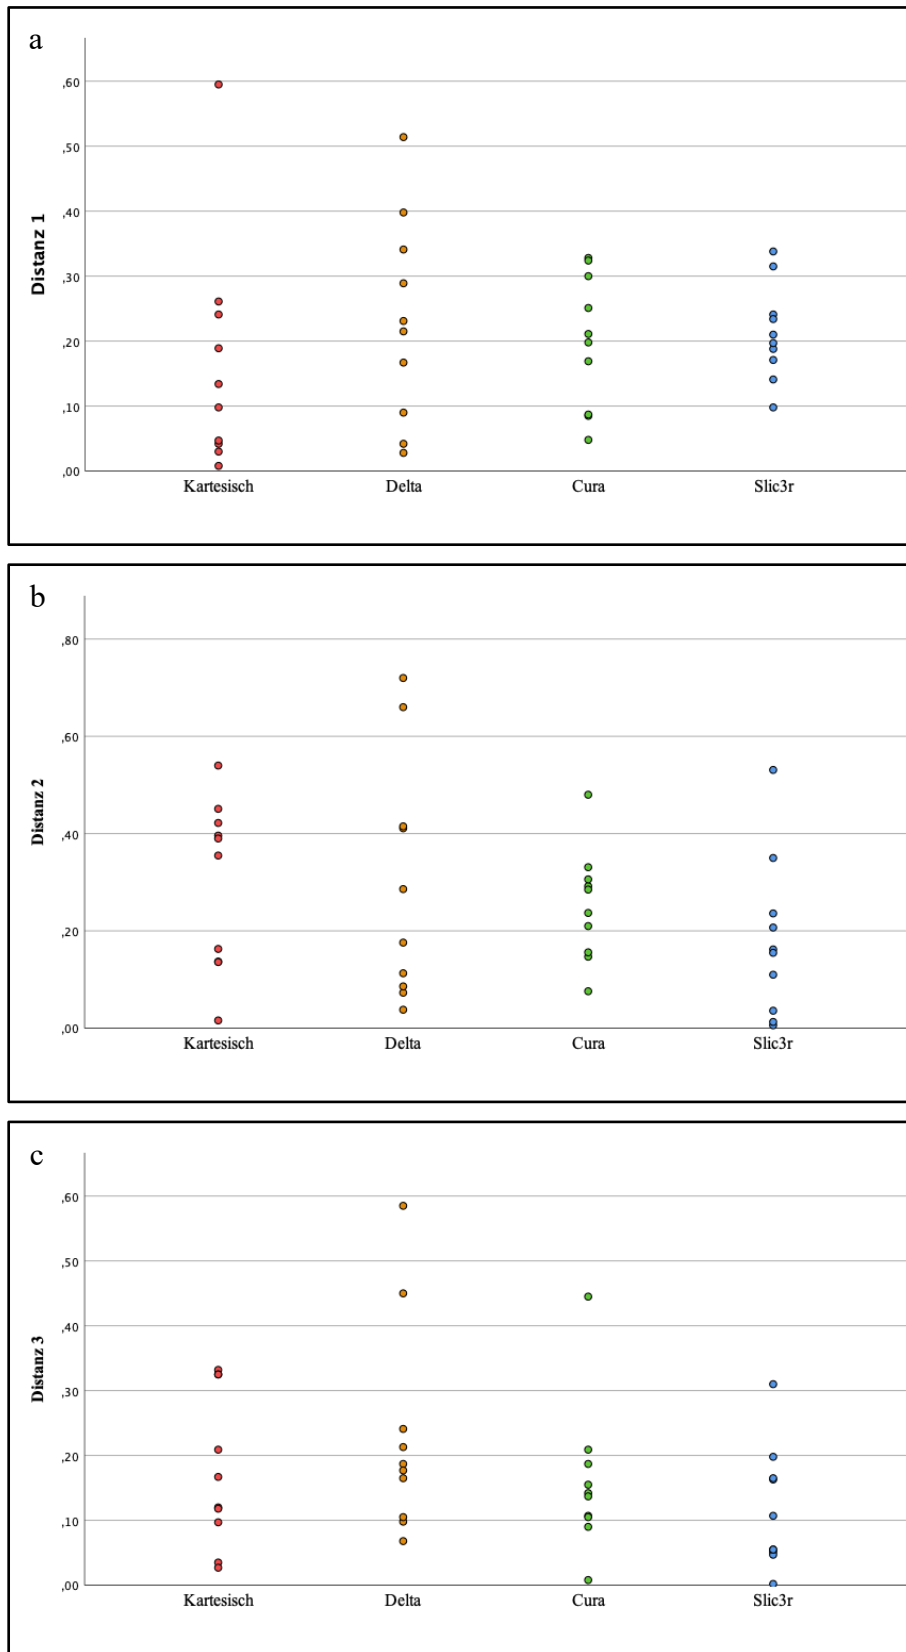 a
,60
,50
,40
,30
,20
,10
,00
Distanz 1
Kartesisch Delta Cura Slic3r
b
,80
,60
,40
,20
,00
Distanz 2
Kartesisch Delta Cura Slic3r
c
,60
,50
,40
,30
,20
,10
,00
Distanz 3
Kartesisch Delta Cura Slic3r